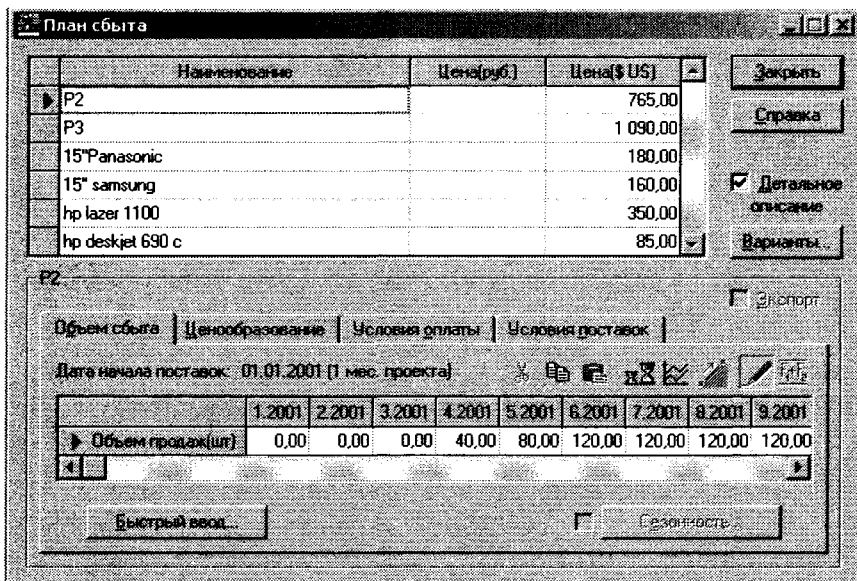 План сбыта
Наименование Цена(руб.) Цена($ US)
P2 765,00
P3 1 090,00
15"Panasonic 180,00
15" samsung 160,00
hp lazer 1100 350,00
hp deskjet 690 c 85,00
Закрыть
Справка
Детальное
описание
Варианты...
P2
Экспорт
Объем сбыта Ценообразование Условия оплаты Условия поставок
Дата начала поставок: 01.01.2001 (1 мес. проекта)
1.2001 2.2001 3.2001 4.2001 5.2001 6.2001 7.2001 8.2001 9.2001
Объем продаж(шт) 0,00 0,00 0,00 40,00 80,00 120,00 120,00 120,00 120,00
Быстрый ввод... Сезонность...